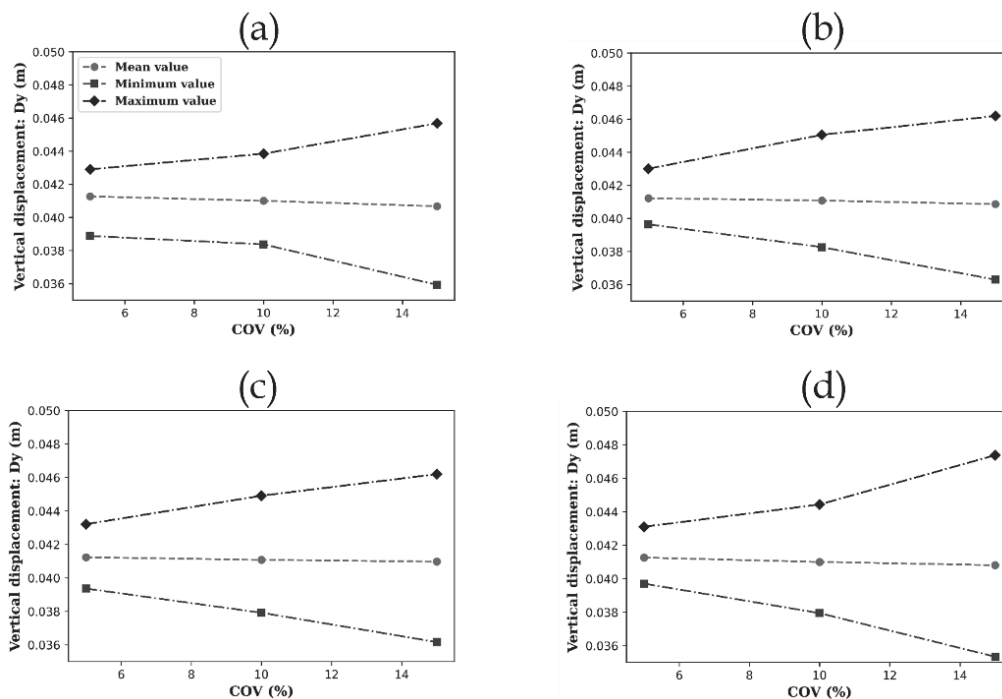 (a)
0.050
0.048
0.046
0.044
0.042
0.040
0.038
0.036
Vertical displacement: Dy (m)
Mean value
Minimum value
Maximum value
6 8 10 12 14
COV (%)
(b)
0.050
0.048
0.046
0.044
0.042
0.040
0.038
0.036
Vertical displacement: Dy (m)
6 8 10 12 14
COV (%)
(c)
0.050
0.048
0.046
0.044
0.042
0.040
0.038
0.036
Vertical displacement: Dy (m)
6 8 10 12 14
COV (%)
(d)
0.050
0.048
0.046
0.044
0.042
0.040
0.038
0.036
Vertical displacement: Dy (m)
6 8 10 12 14
COV (%)